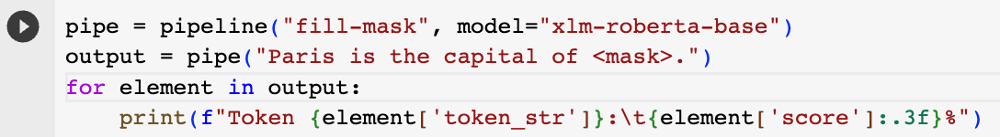 pipe = pipeline("fill-mask", model="xlm-roberta-base")
output = pipe("Paris is the capital of <mask>.")
for element in output:
    print(f"Token {element['token_str']}:\t{element['score']:.3f}%")